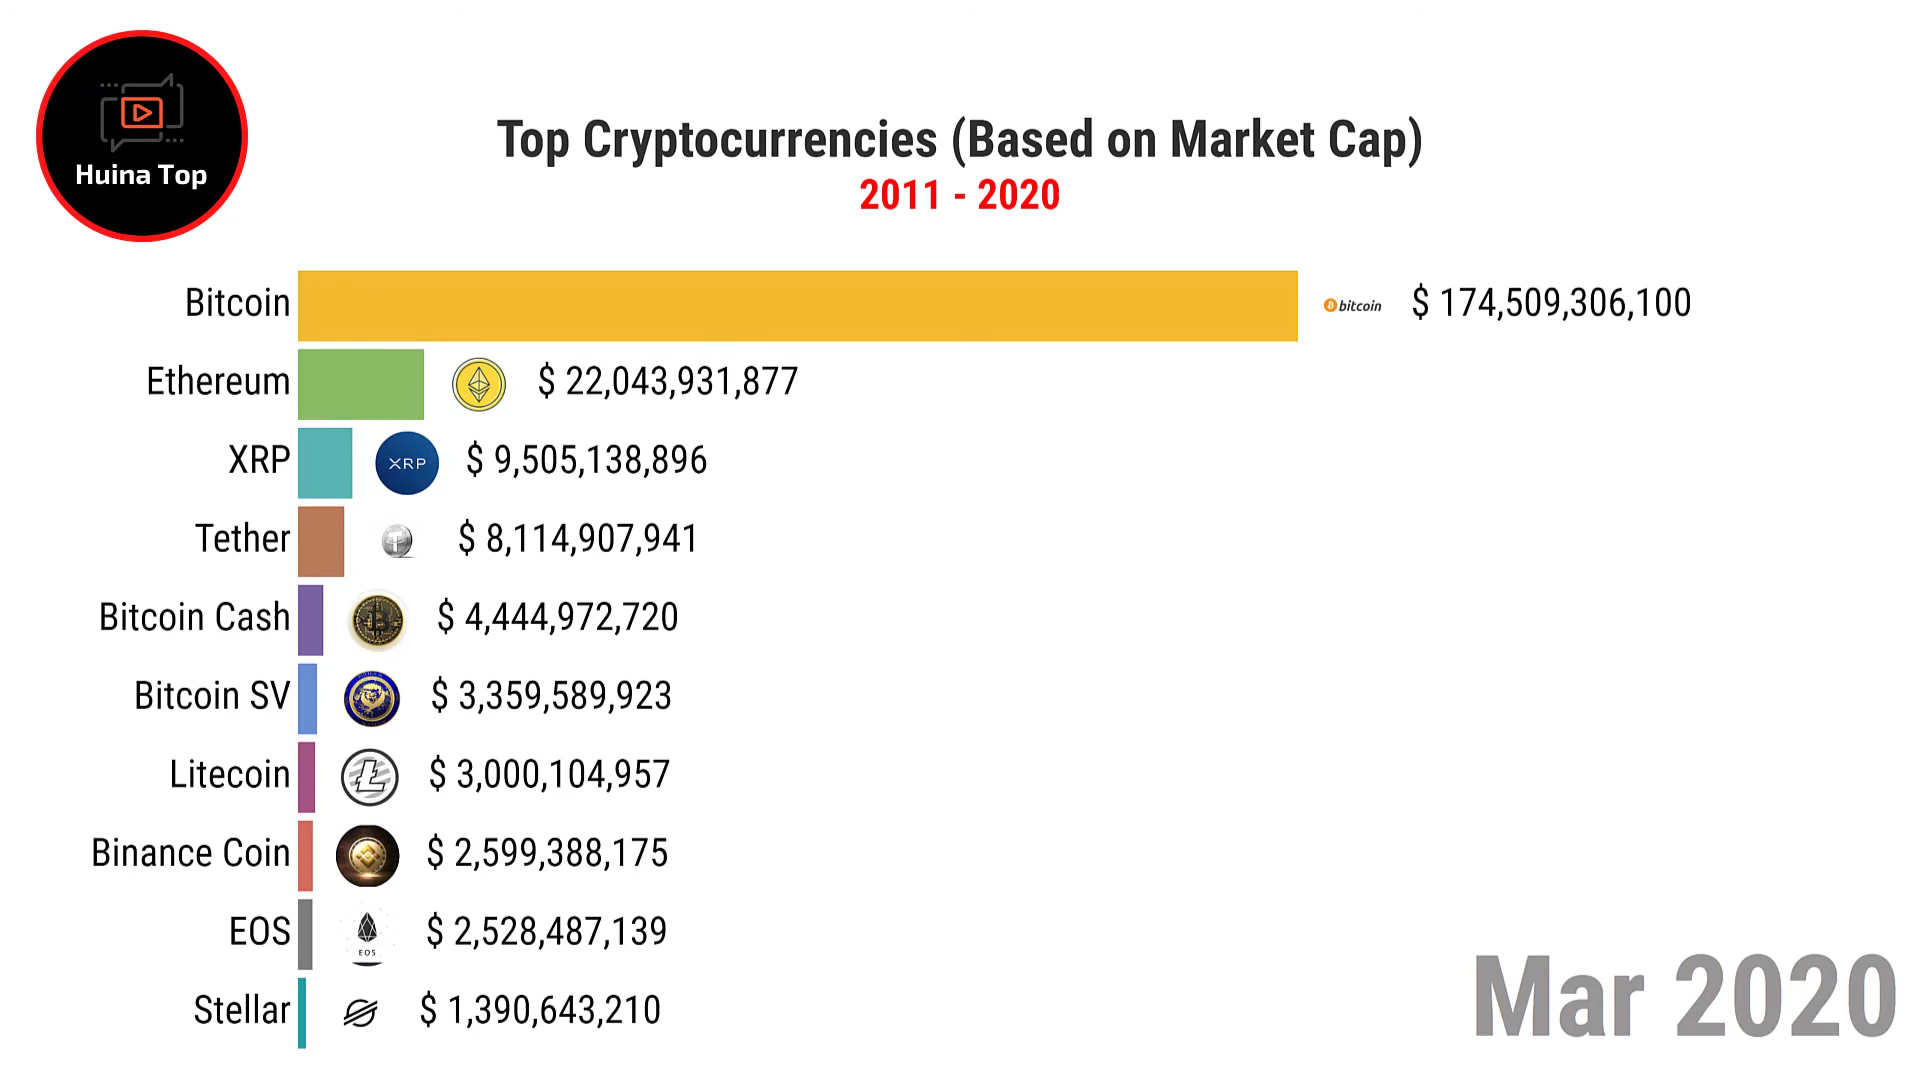 Huina Top
Top Cryptocurrencies (Based on Market Cap)
2011 - 2020
Bitcoin bitcoin $ 174,509,306,100
Ethereum $ 22,043,931,877
XRP XRP $ 9,505,138,896
Tether $ 8,114,907,941
Bitcoin Cash $ 4,444,972,720
Bitcoin SV $ 3,359,589,923
Litecoin $ 3,000,104,957
Binance Coin $ 2,599,388,175
EOS EOS $ 2,528,487,139
Stellar $ 1,390,643,210
Mar 2020